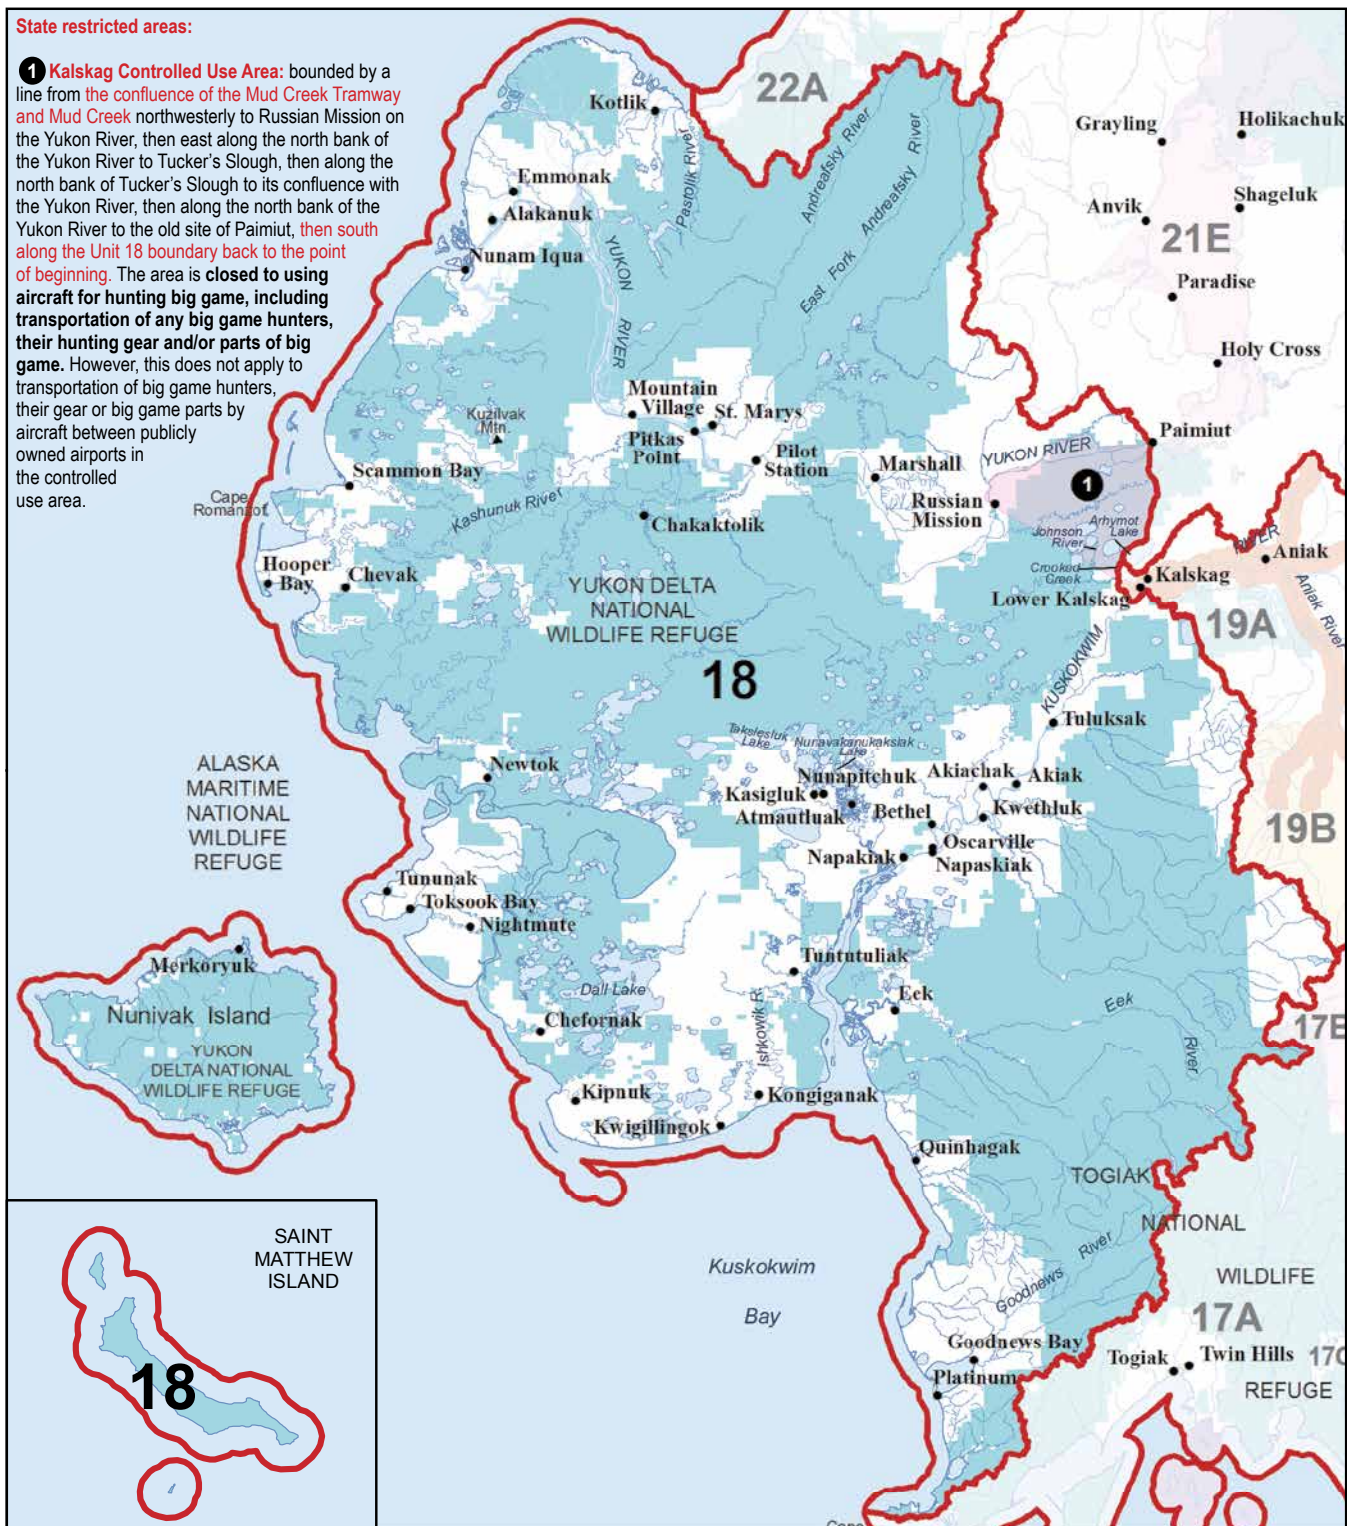 State restricted areas:
1 Kalskag Controlled Use Area: bounded by a
line from the confluence of the Mud Creek Tramway
and Mud Creek northwesterly to Russian Mission on
the Yukon River, then east along the north bank of
the Yukon River to Tucker's Slough, then along the
north bank of Tucker's Slough to its confluence with
the Yukon River, then along the north bank of the
Yukon River to the old site of Paimiut, then south
along the Unit 18 boundary back to the point
of beginning. The area is closed to using
aircraft for hunting big game, including
transportation of any big game hunters,
their hunting gear and/or parts of big
game. However, this does not apply to
transportation of big game hunters,
their gear or big game parts by
aircraft between publicly
owned airports in
the controlled
use area.
22A
Kotlik
Pastolik River
Andreafsky River
East Fork Andreafsky River
Grayling
Holikachuk
Emmonak
Alakanuk
Nunam Iqua
YUKON RIVER
Anvik
Shageluk
21E
Paradise
Holy Cross
Mountain
Village
St. Marys
Kuzilvak
Mtn.
Pitkas
Point
Pilot
Station
Marshall
YUKON RIVER
Paimiut
1
Russian
Mission
Scammon Bay
Cape
Romanzof
Kashunuk River
Chakaktolik
Johnson
River
Arhymot
Lake
Crooked
Creek
RIVER
Aniak
Aniak River
Hooper
Bay
Chevak
Kalskag
Lower Kalskag
YUKON DELTA
NATIONAL
WILDLIFE REFUGE
18
19A
KUSKOKWIM
Tuluksak
Takslesluk
Lake
Nunavakanukakslak
Lake
ALASKA
MARITIME
NATIONAL
WILDLIFE
REFUGE
Newtok
Nunapitchuk
Akiachak
Akiak
Kasigluk
Atmautluak
Bethel
Kwethluk
19B
Oscarville
Napakiak
Napaskiak
Tununak
Toksook Bay
Nightmute
Merkoryuk
Tuntutuliak
Dall Lake
Eek
Eek River
Nunivak Island
Chefornak
Ishkowik R.
17B
YUKON
DELTA NATIONAL
WILDLIFE REFUGE
Kipnuk
Kongiganak
Kwigillingok
Quinhagak
TOGIAK
NATIONAL
WILDLIFE
REFUGE
SAINT
MATTHEW
ISLAND
18
Kuskokwim
Bay
Goodnews River
17A
Goodnews Bay
Togiak
Twin Hills
17C
Platinum
Cape